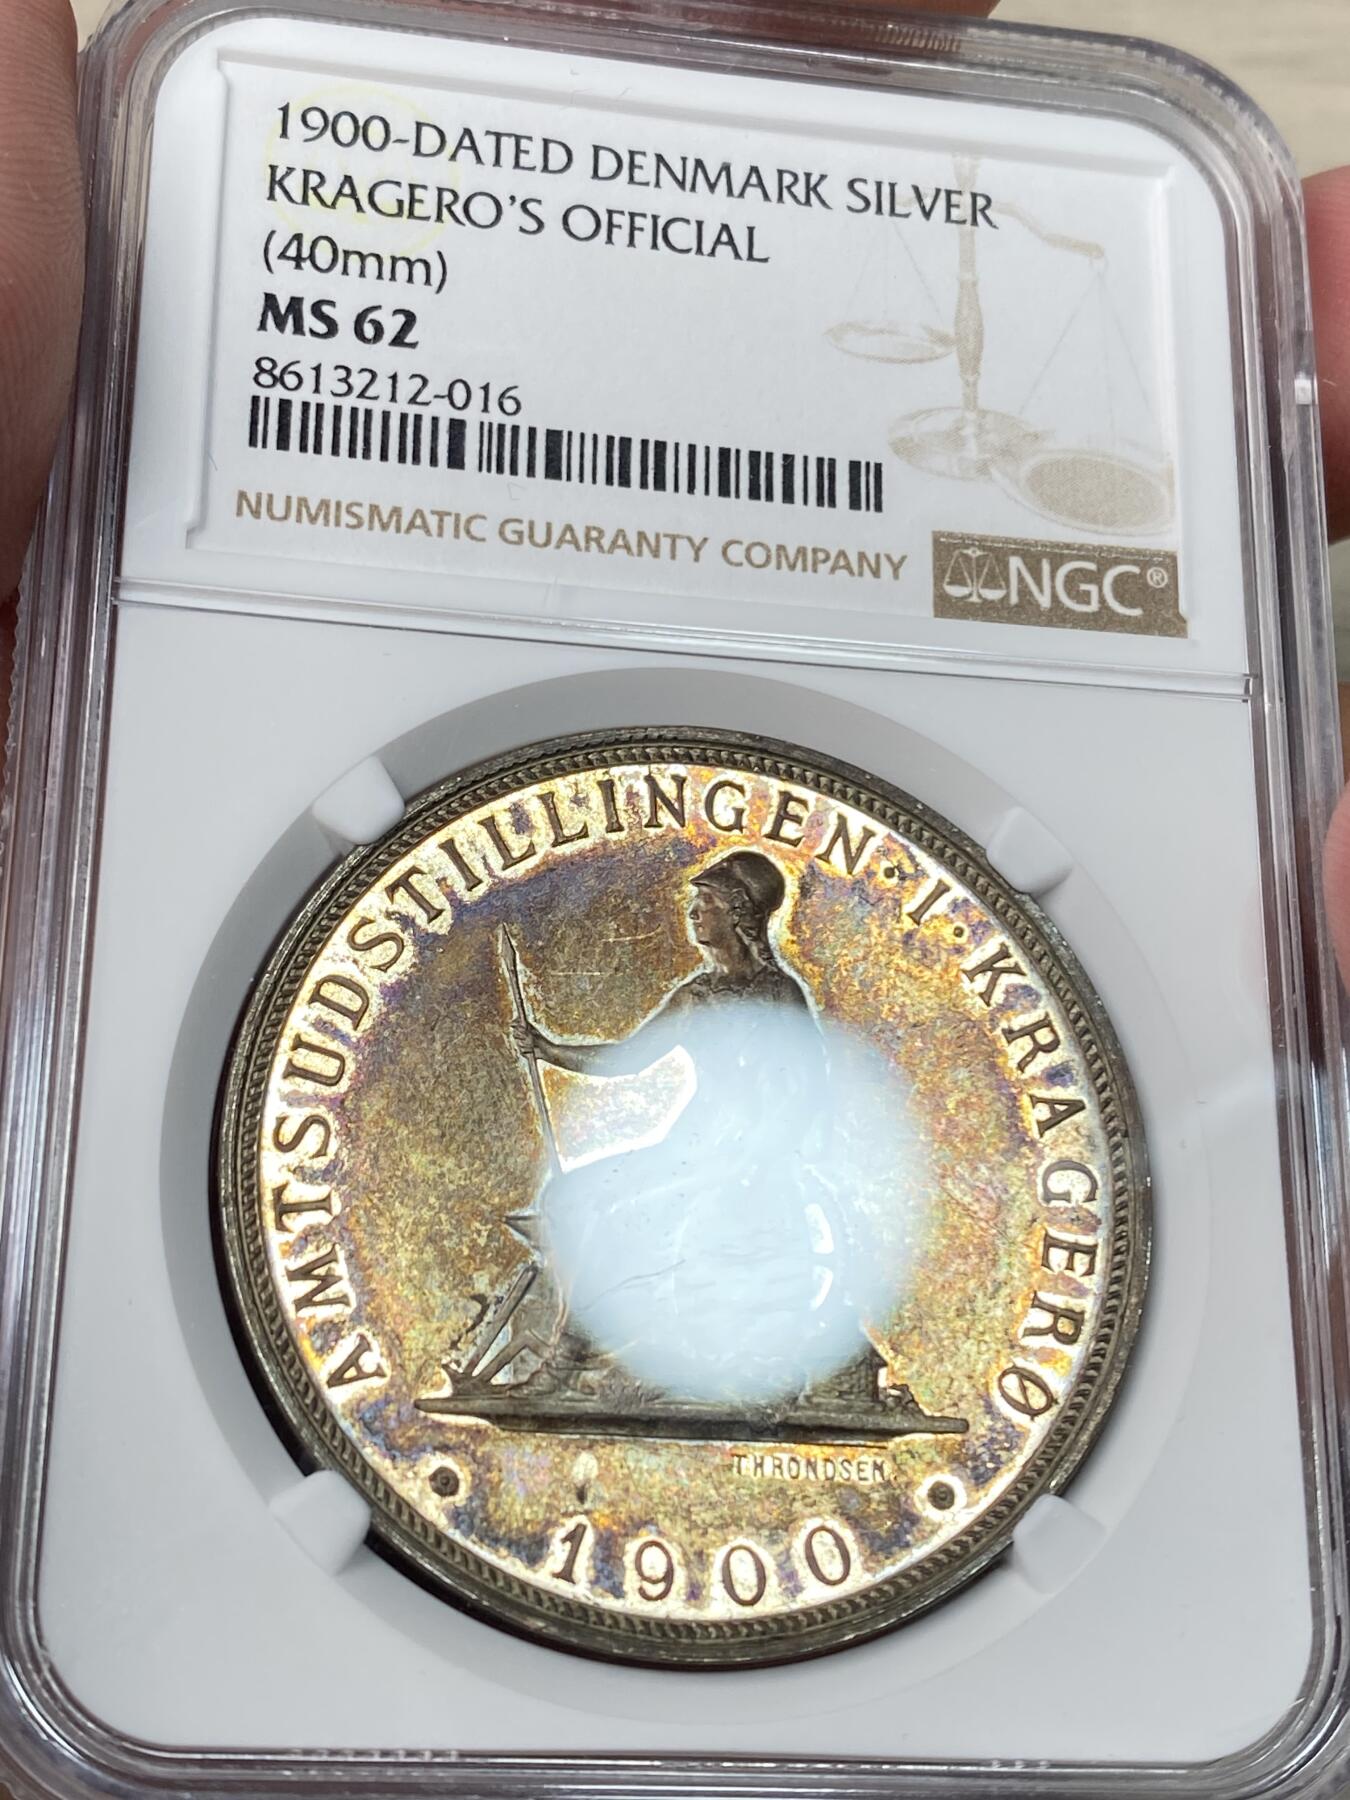 1900-DATED DENMARK SILVER
KRAGERO'S OFFICIAL
(40mm)
MS 62
8613212-016
NUMISMATIC GUARANTY COMPANY
NGC®
AMTSUDSTILLINGEN · I · KRAGERØ
THRONDSEN.
1900